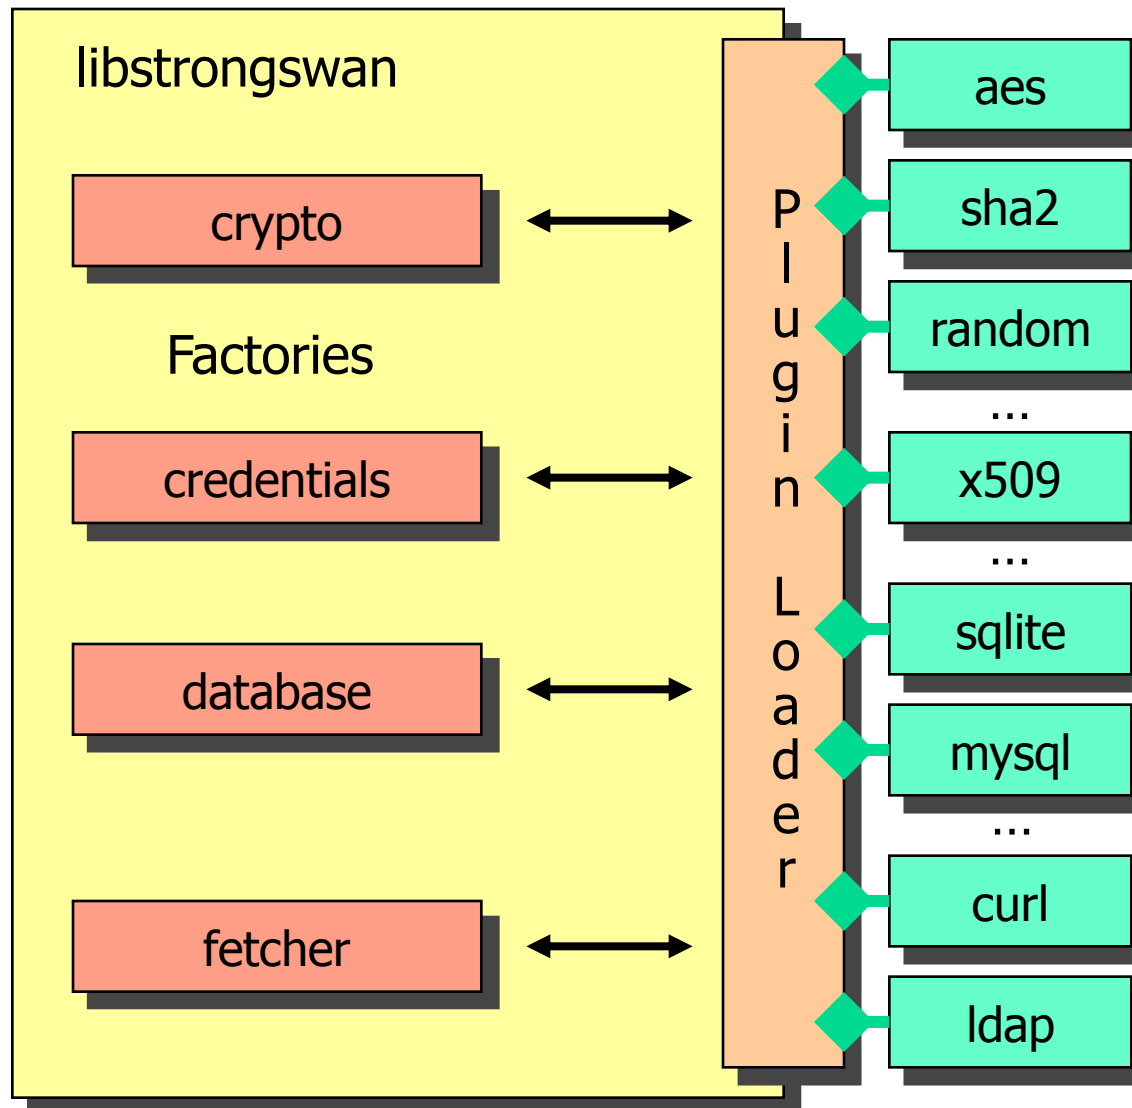 libstrongswan
crypto
Factories
credentials
database
fetcher
Plugin Loader
aes
sha2
random
...
x509
...
sqlite
mysql
...
curl
ldap